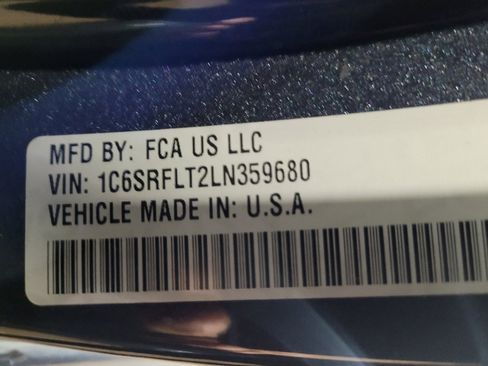 MFD BY: FCA US LLC
VIN: 1C6SRFLT2LN359680
VEHICLE MADE IN: U.S.A.